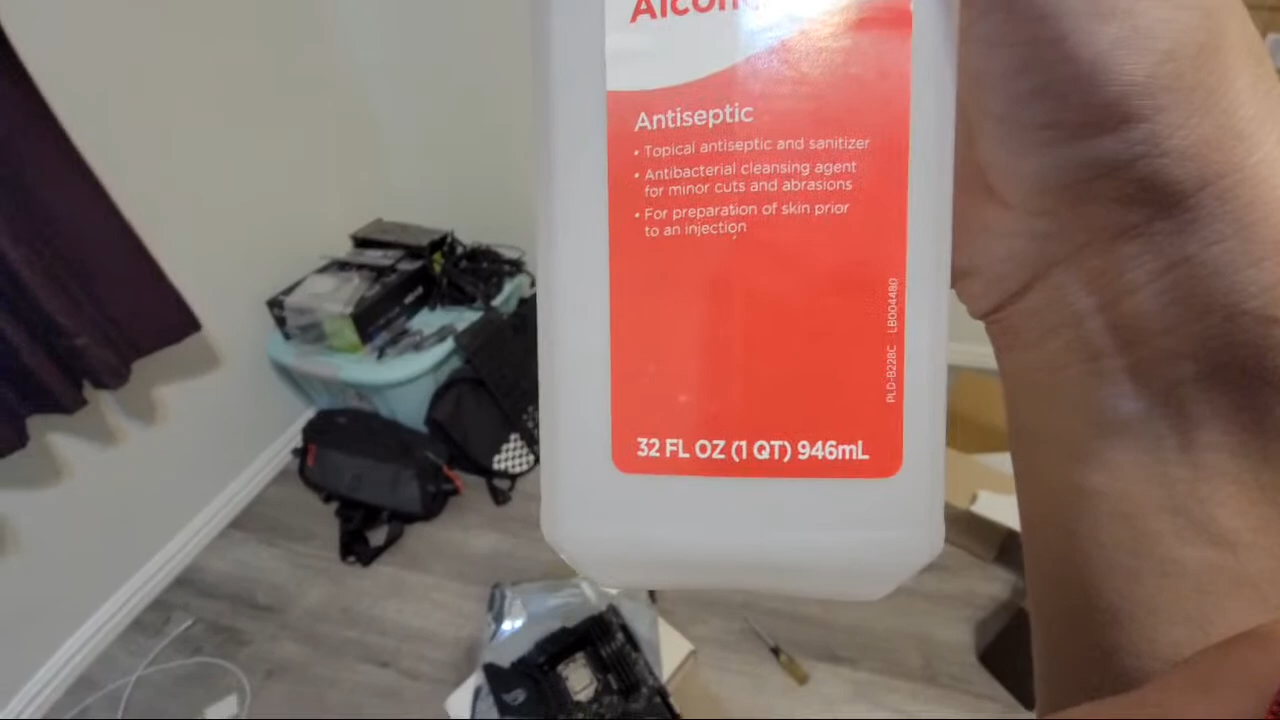 Antiseptic
• Topical antiseptic and sanitizer
• Antibacterial cleansing agent
for minor cuts and abrasions
• For preparation of skin prior
to an injection
PLD-B228C LB004480
32 FL OZ (1 QT) 946mL